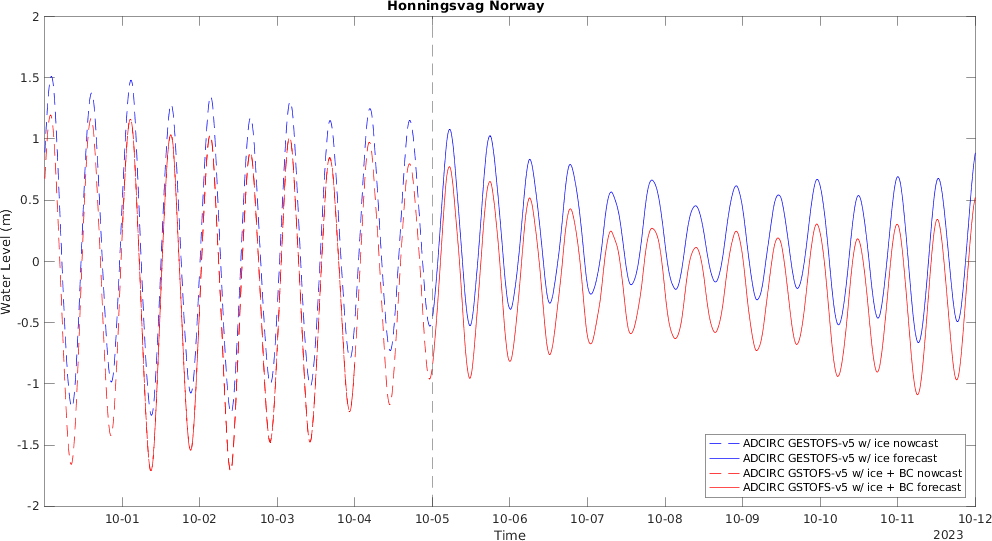 Honningsvag Norway
2
1.5
1
0.5
0
-0.5
-1
-1.5
-2
Water Level (m)
ADCIRC GESTOFS-v5 w/ ice nowcast
ADCIRC GESTOFS-v5 w/ ice forecast
ADCIRC GSTOFS-v5 w/ ice + BC nowcast
ADCIRC GSTOFS-v5 w/ ice + BC forecast
10-01 10-02 10-03 10-04 10-05 10-06 10-07 10-08 10-09 10-10 10-11 10-12
Time 2023